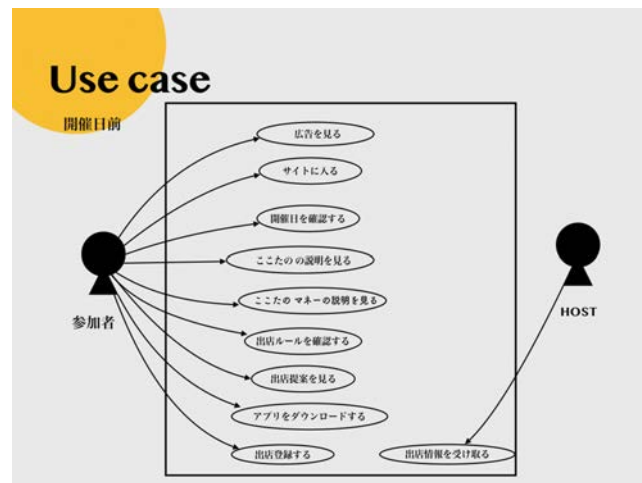 Use case
開催日前
広告を見る
サイトに入る
開催日を確認する
ここたの の説明を見る
ここたの マネーの説明を見る
出店ルールを確認する
出店提案を見る
アプリをダウンロードする
出店登録する
出店情報を受け取る
参加者
HOST